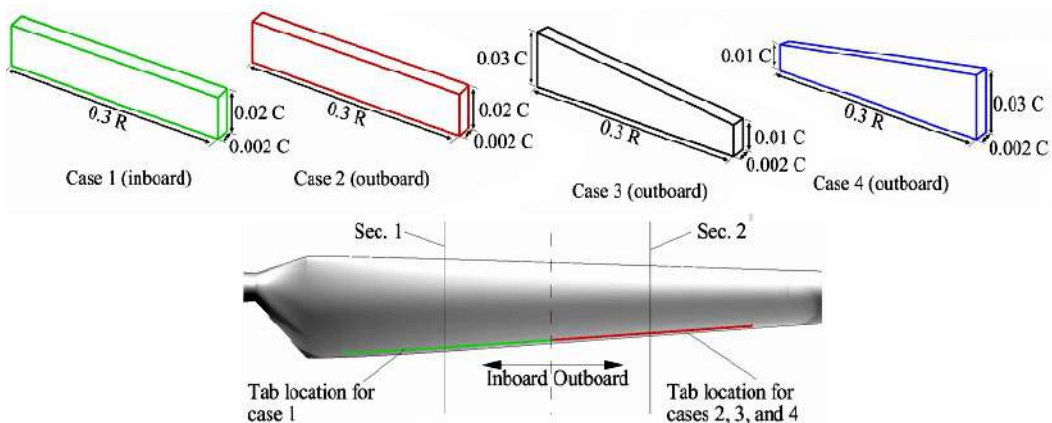 0.3 R
0.02 C
0.002 C
Case 1 (inboard)
0.3 R
0.02 C
0.002 C
Case 2 (outboard)
0.03 C
0.3 R
0.01 C
0.002 C
Case 3 (outboard)
0.01 C
0.3 R
0.03 C
0.002 C
Case 4 (outboard)
Sec. 1
Sec. 2
Inboard Outboard
Tab location for
case 1
Tab location for
cases 2, 3, and 4